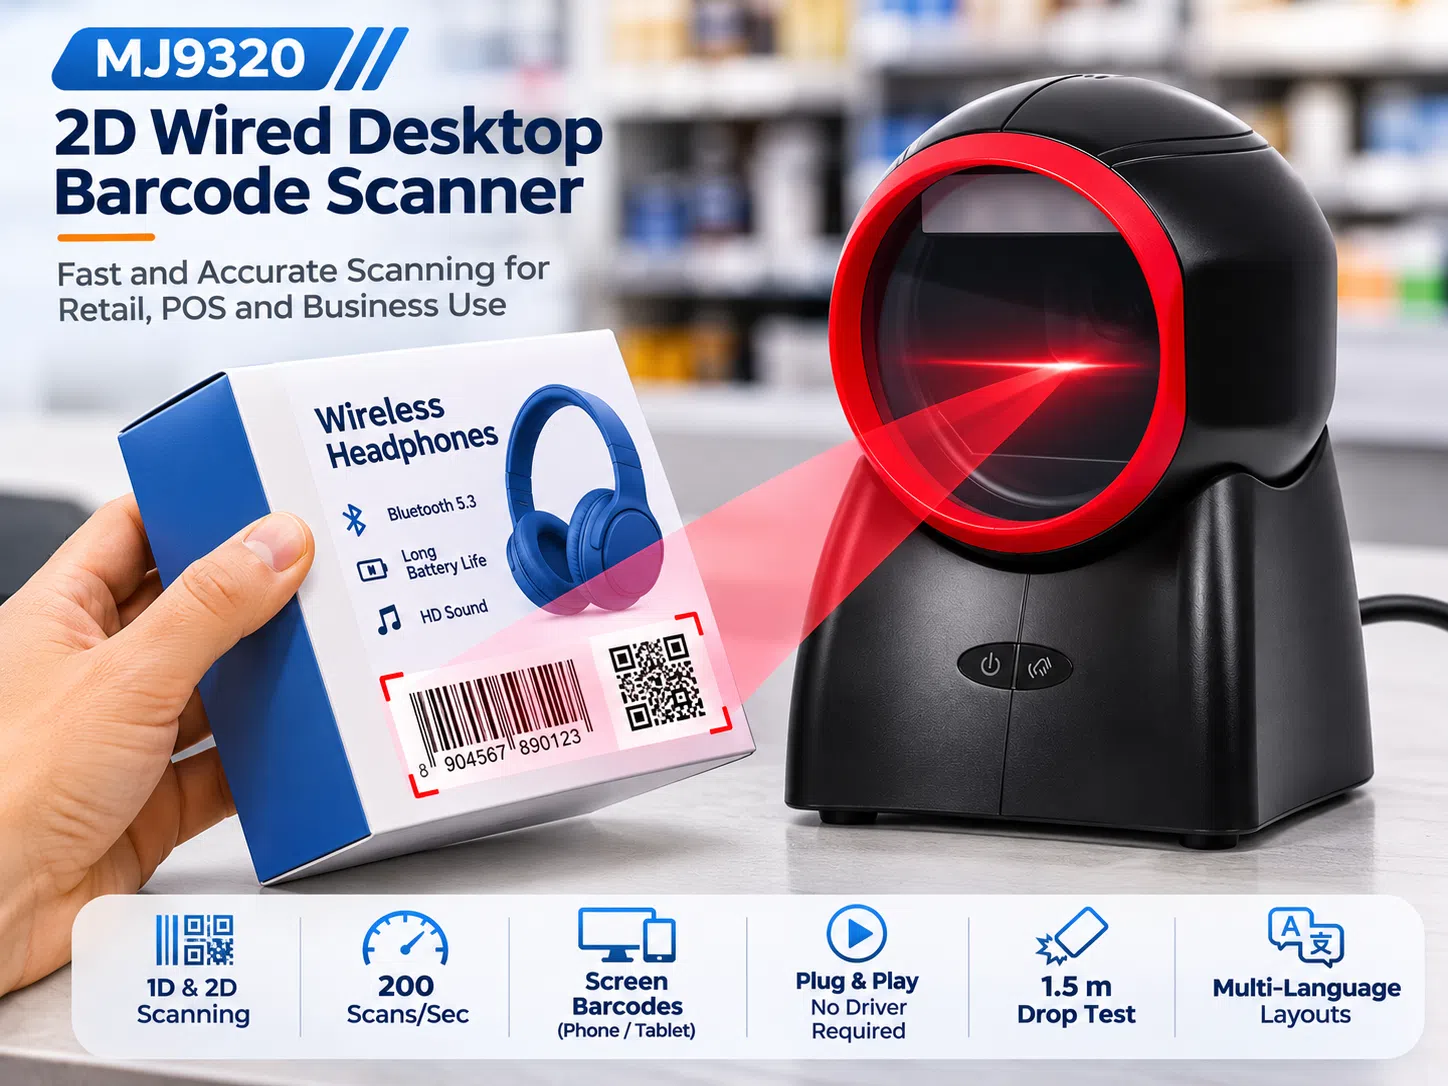 MJ9320
2D Wired Desktop
Barcode Scanner
Fast and Accurate Scanning for
Retail, POS and Business Use
Wireless
Headphones
Bluetooth 5.3
Long
Battery Life
HD Sound
8 904567 890123
1D & 2D
Scanning
200
Scans/Sec
Screen
Barcodes
(Phone / Tablet)
Plug & Play
No Driver
Required
1.5 m
Drop Test
A
文
Multi-Language
Layouts